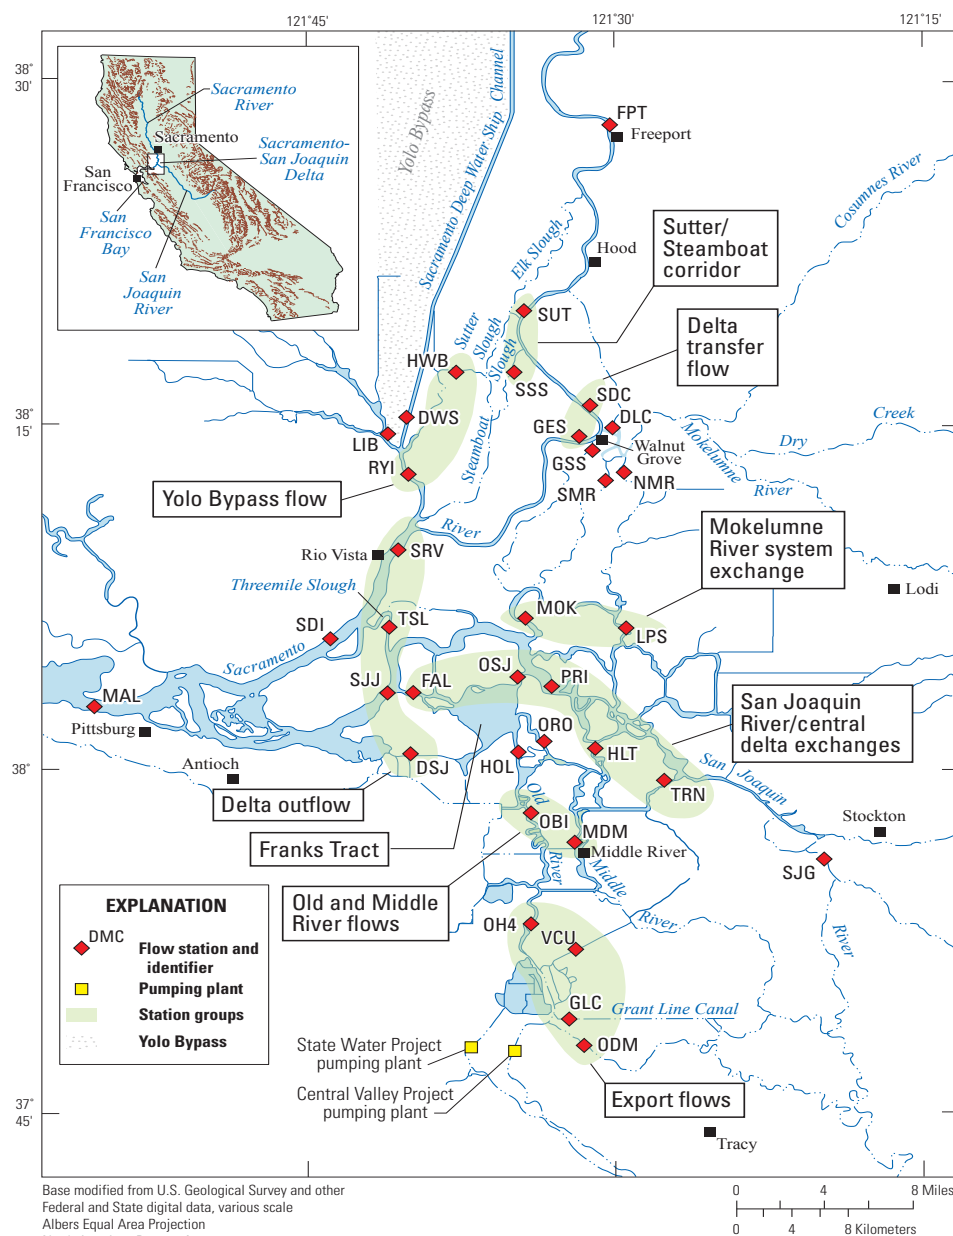 121°45'
121°30'
121°15'
38°
30'
38°
15'
38°
37°
45'
Sacramento
River
Sacramento
Sacramento-
San Joaquin
Delta
San
Francisco
San
Francisco
Bay
San
Joaquin
River
Yolo Bypass
Sacramento Deep Water Ship Channel
FPT
Freeport
Cosumnes River
Elk Slough
Hood
Sutter/
Steamboat
corridor
SUT
Delta
transfer
flow
Sutter
Slough
HWB
SSS
Steamboat
Slough
SDC
DLC
DWS
GES
LIB
Walnut
Grove
Mokelumne
River
Dry
Creek
GSS
RYI
SMR
NMR
Yolo Bypass flow
River
Mokelumne
River system
exchange
SRV
Rio Vista
Threemile Slough
Lodi
MOK
TSL
SDI
LPS
Sacramento
OSJ
PRI
SJJ
FAL
MAL
San Joaquin
River/central
delta exchanges
Pittsburg
ORO
HLT
Antioch
DSJ
HOL
San Joaquin
TRN
Delta outflow
Old
River
OBI
Stockton
MDM
Franks Tract
Middle River
Middle
River
SJG
River
Old and Middle
River flows
OH4
VCU
EXPLANATION
DMC
Flow station and
identifier
Pumping plant
Station groups
Yolo Bypass
GLC
Grant Line Canal
State Water Project
pumping plant
ODM
Central Valley Project
pumping plant
Export flows
Tracy
Base modified from U.S. Geological Survey and other
Federal and State digital data, various scale
Albers Equal Area Projection
0 4 8 Miles
0 4 8 Kilometers